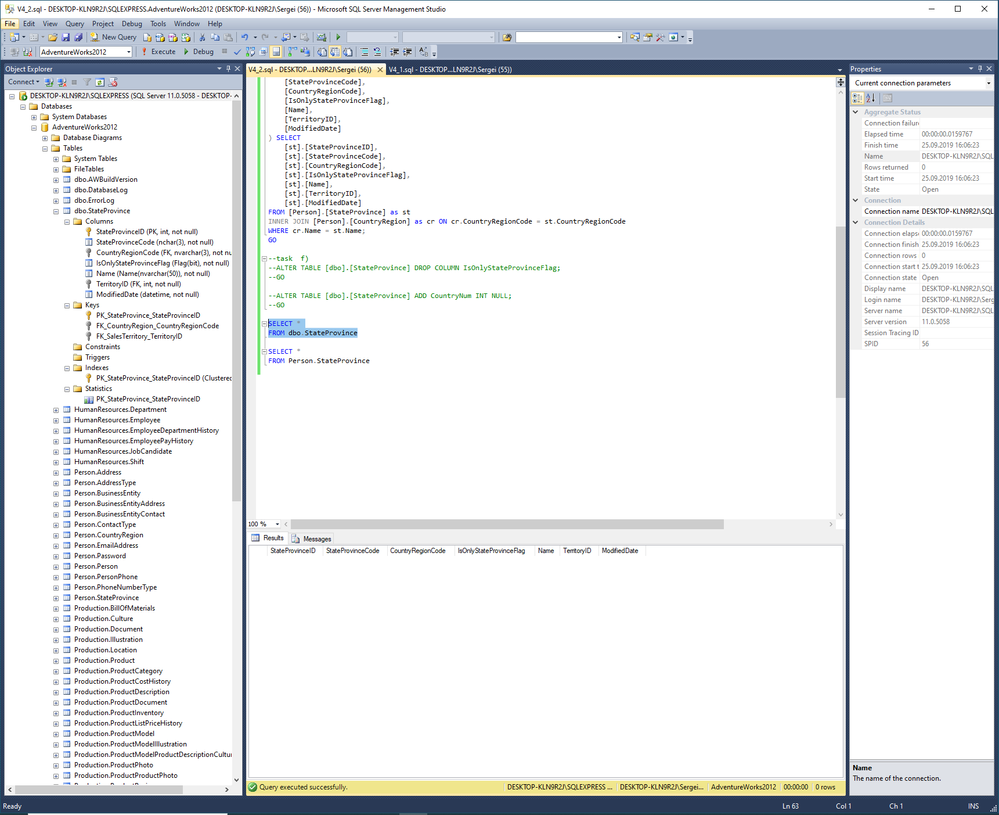 V4_2.sql - DESKTOP-KLN9R2J\SQLEXPRESS.AdventureWorks2012 (DESKTOP-KLN9R2J\Sergei (56)) - Microsoft SQL Server Management Studio
File Edit View Query Project Debug Tools Window Help
New Query
AdventureWorks2012 Execute Debug
Object Explorer
Connect
DESKTOP-KLN9R2J\SQLEXPRESS (SQL Server 11.0.5058 - DESKTOP-
Databases
System Databases
AdventureWorks2012
Database Diagrams
Tables
System Tables
FileTables
dbo.AWBuildVersion
dbo.DatabaseLog
dbo.ErrorLog
dbo.StateProvince
Columns
StateProvinceID (PK, int, not null)
StateProvinceCode (nchar(3), not null)
CountryRegionCode (FK, nvarchar(3), not nu
IsOnlyStateProvinceFlag (Flag(bit), not null)
Name (Name(nvarchar(50)), not null)
TerritoryID (FK, int, not null)
ModifiedDate (datetime, not null)
Keys
PK_StateProvince_StateProvinceID
FK_CountryRegion_CountryRegionCode
FK_SalesTerritory_TerritoryID
Constraints
Triggers
Indexes
PK_StateProvince_StateProvinceID (Clustered
Statistics
PK_StateProvince_StateProvinceID
HumanResources.Department
HumanResources.Employee
HumanResources.EmployeeDepartmentHistory
HumanResources.EmployeePayHistory
HumanResources.JobCandidate
HumanResources.Shift
Person.Address
Person.AddressType
Person.BusinessEntity
Person.BusinessEntityAddress
Person.BusinessEntityContact
Person.ContactType
Person.CountryRegion
Person.EmailAddress
Person.Password
Person.Person
Person.PersonPhone
Person.PhoneNumberType
Person.StateProvince
Production.BillOfMaterials
Production.Culture
Production.Document
Production.Illustration
Production.Location
Production.Product
Production.ProductCategory
Production.ProductCostHistory
Production.ProductDescription
Production.ProductDocument
Production.ProductInventory
Production.ProductListPriceHistory
Production.ProductModel
Production.ProductModelIllustration
Production.ProductModelProductDescriptionCultur
Production.ProductPhoto
Production.ProductProductPhoto
V4_2.sql - DESKTOP...LN9R2J\Sergei (56)) V4_1.sql - DESKTOP...LN9R2J\Sergei (55))
[StateProvinceCode],
[CountryRegionCode],
[IsOnlyStateProvinceFlag],
[Name],
[TerritoryID],
[ModifiedDate]
) SELECT
[st].[StateProvinceID],
[st].[StateProvinceCode],
[st].[CountryRegionCode],
[st].[IsOnlyStateProvinceFlag],
[st].[Name],
[st].[TerritoryID],
[st].[ModifiedDate]
FROM [Person].[StateProvince] as st
INNER JOIN [Person].[CountryRegion] as cr ON cr.CountryRegionCode = st.CountryRegionCode
WHERE cr.Name = st.Name;
GO
--task f)
--ALTER TABLE [dbo].[StateProvince] DROP COLUMN IsOnlyStateProvinceFlag;
--GO
--ALTER TABLE [dbo].[StateProvince] ADD CountryNum INT NULL;
--GO
SELECT *
FROM dbo.StateProvince
SELECT *
FROM Person.StateProvince
100 %
Results Messages
StateProvinceID StateProvinceCode CountryRegionCode IsOnlyStateProvinceFlag Name TerritoryID ModifiedDate
Query executed successfully. DESKTOP-KLN9R2J\SQLEXPRESS ... DESKTOP-KLN9R2J\Sergei... AdventureWorks2012 00:00:00 0 rows
Properties
Current connection parameters
Aggregate Status
Connection failure
Elapsed time 00:00:00.0159767
Finish time 25.09.2019 16:06:23
Name DESKTOP-KLN9R2J\SQL
Rows returned 0
Start time 25.09.2019 16:06:23
State Open
Connection
Connection name DESKTOP-KLN9R2J\SQL
Connection Details
Connection elaps 00:00:00.0159767
Connection finish 25.09.2019 16:06:23
Connection rows 0
Connection start t 25.09.2019 16:06:23
Connection state Open
Display name DESKTOP-KLN9R2J\SQL
Login name DESKTOP-KLN9R2J\Serg
Server name DESKTOP-KLN9R2J\SQL
Server version 11.0.5058
Session Tracing ID
SPID 56
Name
The name of the connection.
Ready Ln 63 Col 1 Ch 1 INS